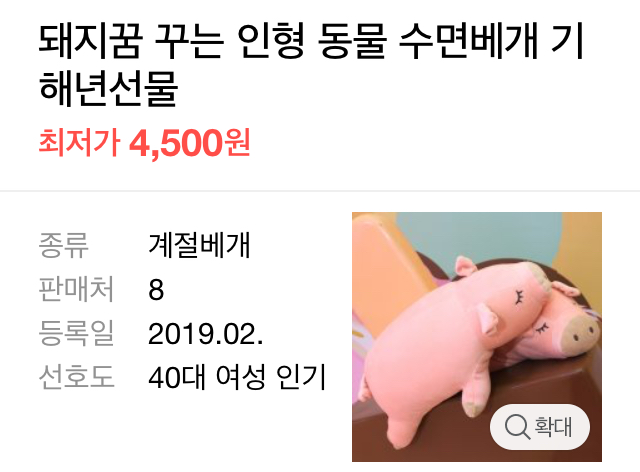 돼지꿈 꾸는 인형 동물 수면베개 기
해년선물
최저가 4,500원
종류 계절베개
판매처 8
등록일 2019.02.
선호도 40대 여성 인기
확대